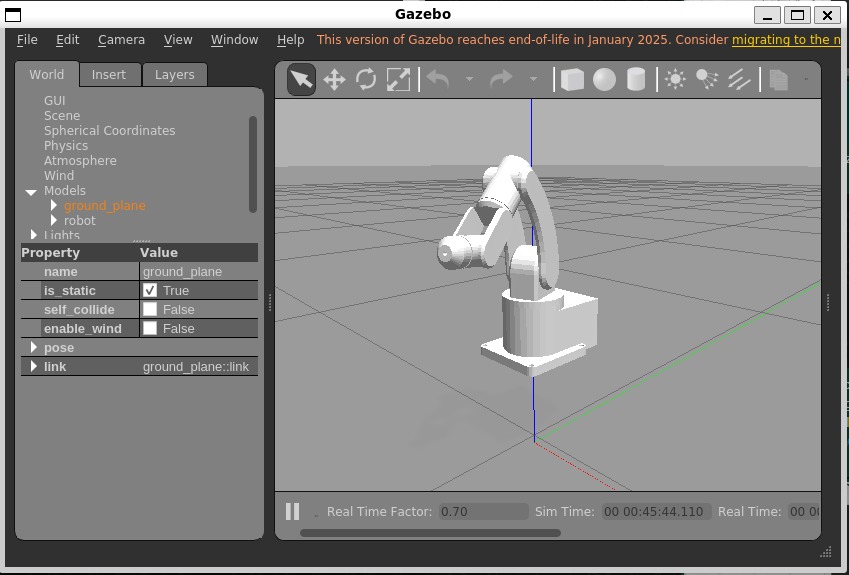 Gazebo
File Edit Camera View Window Help This version of Gazebo reaches end-of-life in January 2025. Consider migrating to the n
World Insert Layers
GUI
Scene
Spherical Coordinates
Physics
Atmosphere
Wind
Models
ground_plane
robot
Lights
Property Value
name ground_plane
is_static True
self_collide False
enable_wind False
pose
link ground_plane::link
Real Time Factor: 0.70 Sim Time: 00 00:45:44.110 Real Time: 00 00